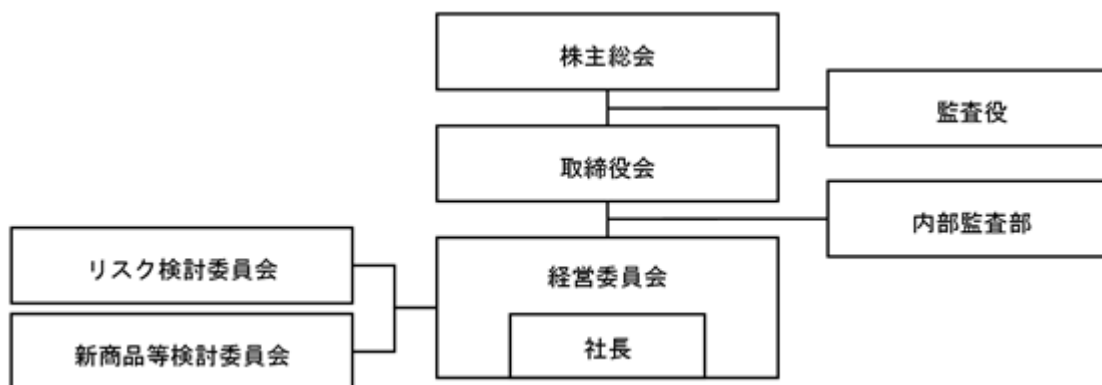 株主総会
監査役
取締役会
内部監査部
リスク検討委員会
経営委員会
新商品等検討委員会
社長